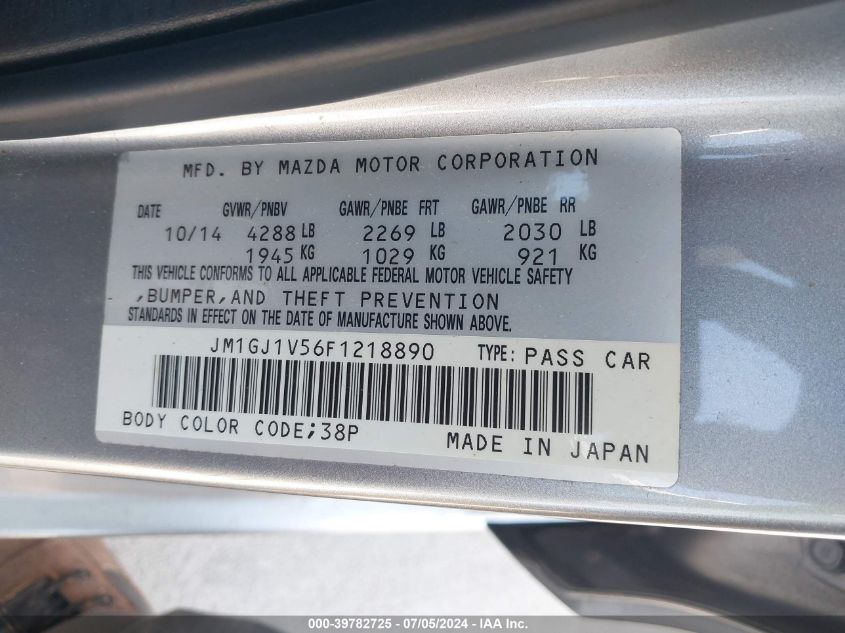 MFD. BY MAZDA MOTOR CORPORATION
DATE GVWR/PNBV GAWR/PNBE FRT GAWR/PNBE RR
10/14 4288 LB 2269 LB 2030 LB
1945 KG 1029 KG 921 KG
THIS VEHICLE CONFORMS TO ALL APPLICABLE FEDERAL MOTOR VEHICLE SAFETY
,BUMPER,AND THEFT PREVENTION
STANDARDS IN EFFECT ON THE DATE OF MANUFACTURE SHOWN ABOVE.
JM1GJ1V56F1218890 TYPE: PASS CAR
BODY COLOR CODE;38P
MADE IN JAPAN
000-39782725 - 07/05/2024 - IAA Inc.